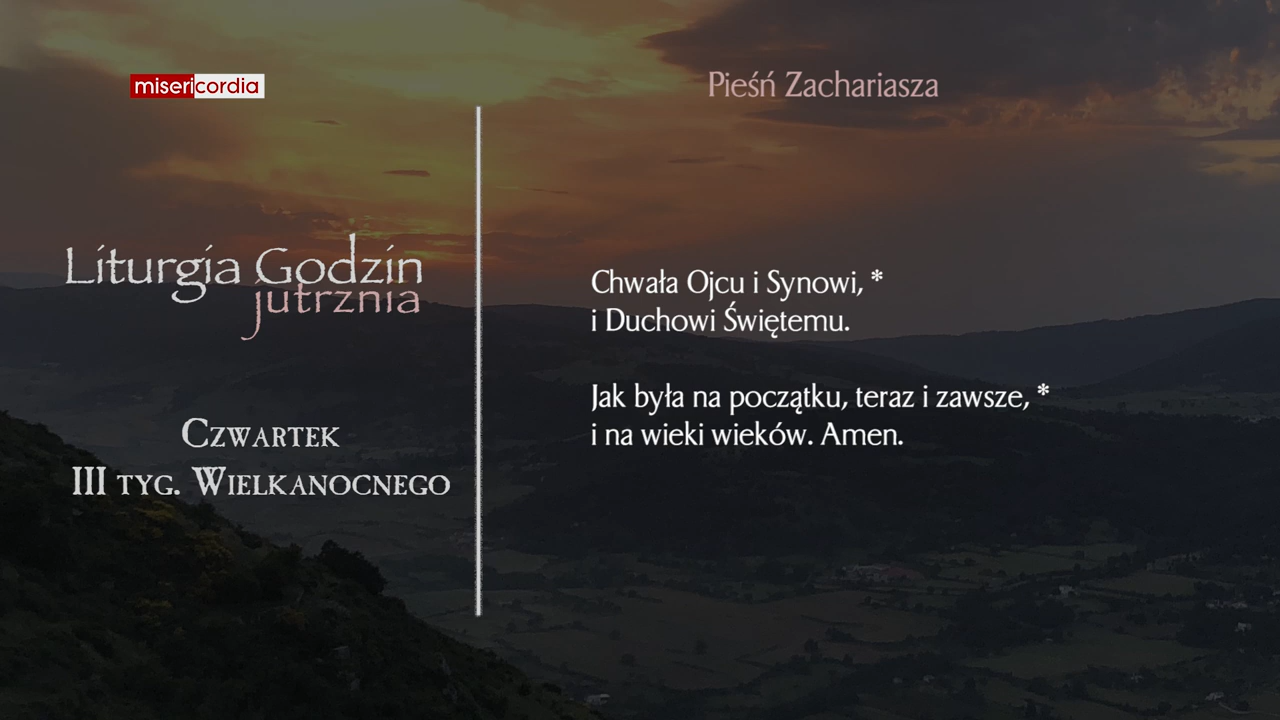 misericordia
Pieśń Zachariasza
Liturgia Godzin
jutrznia
Czwartek
III tyg. Wielkanocnego
Chwała Ojcu i Synowi, *
i Duchowi Świętemu.
Jak była na początku, teraz i zawsze, *
i na wieki wieków. Amen.